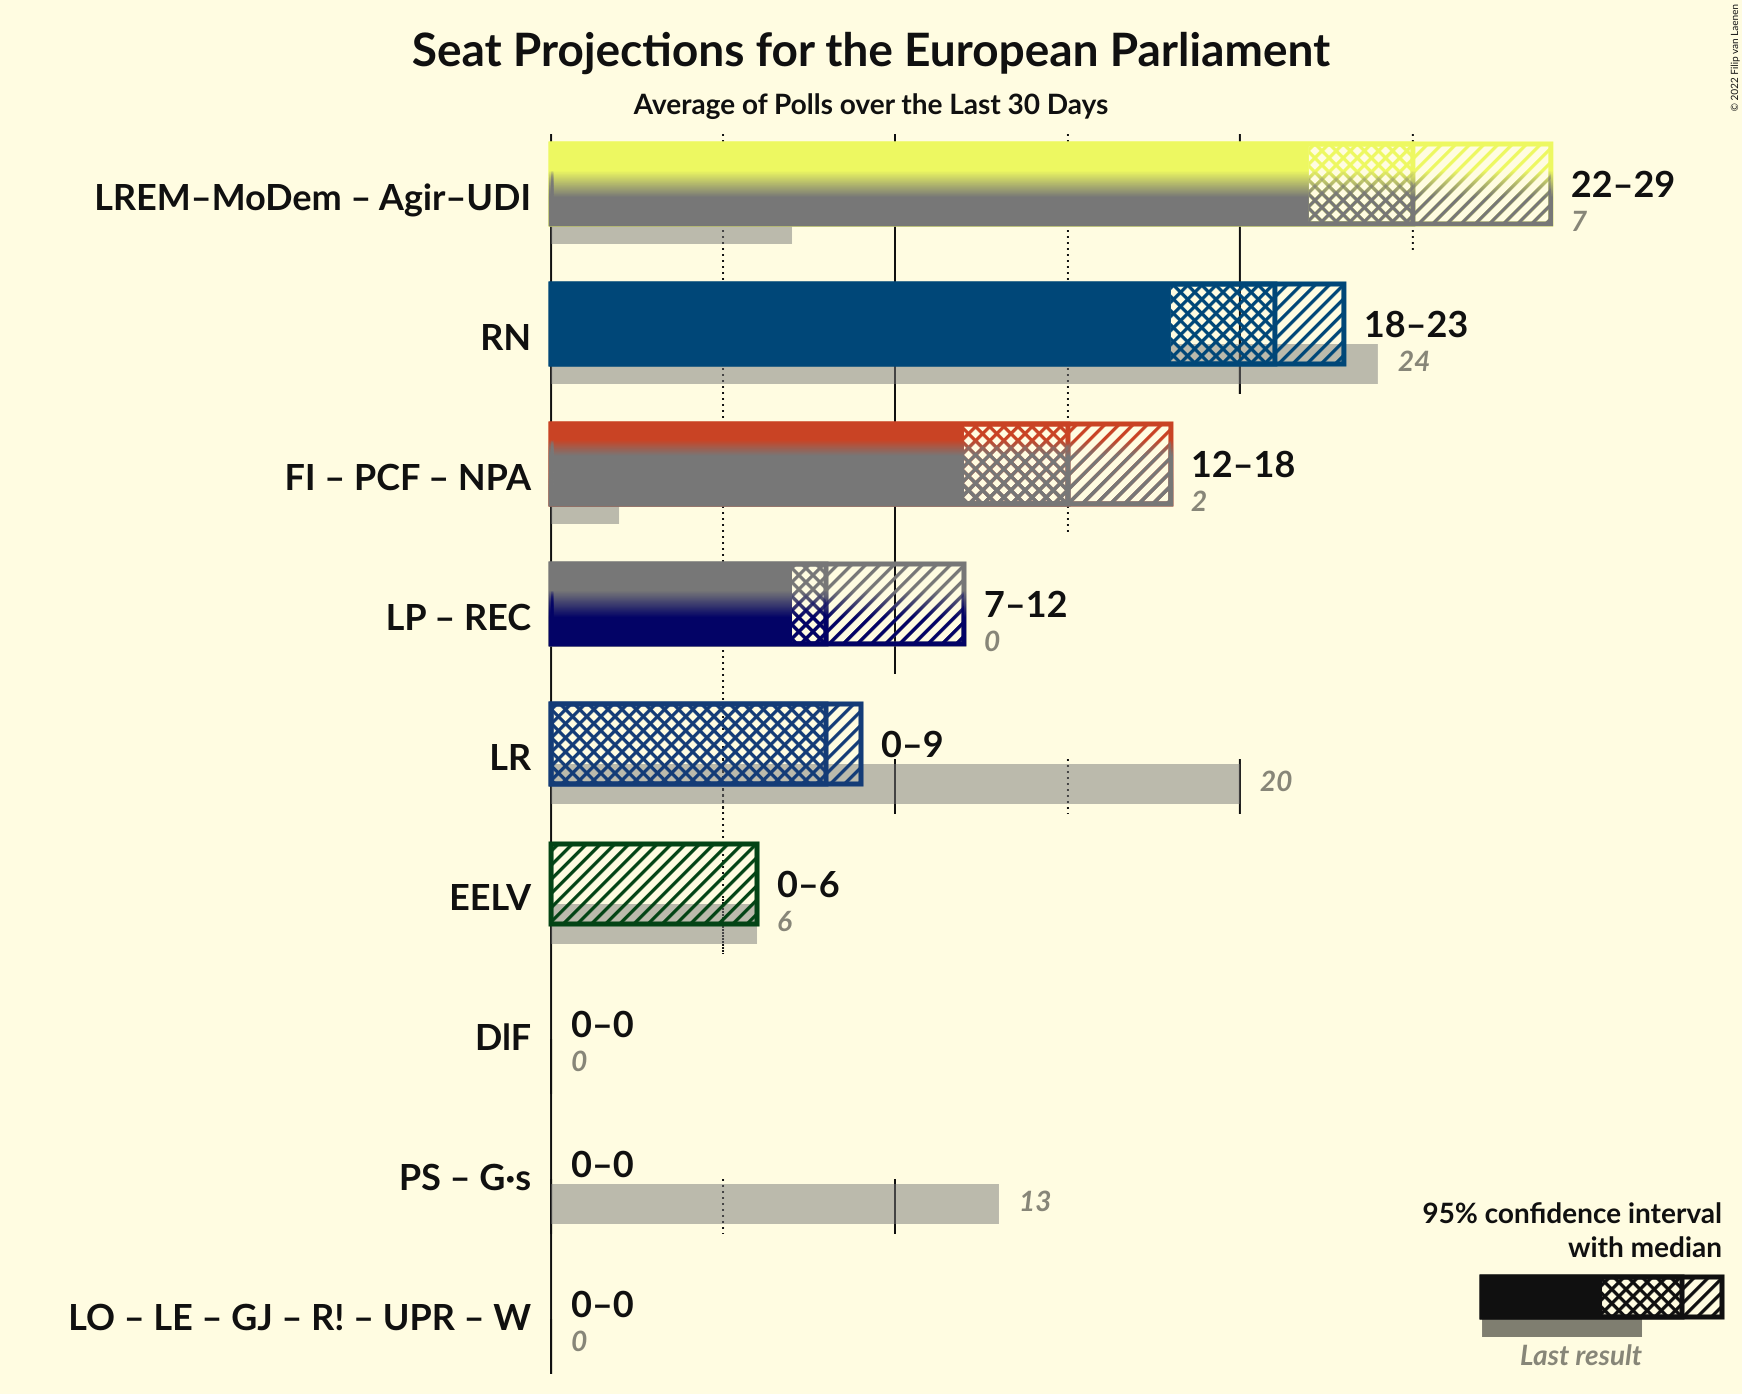 Seat Projections for the European Parliament
Average of Polls over the Last 30 Days
© 2022 Filip van Laenen
LREM–MoDem – Agir–UDI
22–29
7
RN
18–23
24
FI – PCF – NPA
12–18
2
LP – REC
7–12
0
LR
0–9
20
EELV
0–6
6
DlF
0–0
0
PS – G·s
0–0
13
LO – LE – GJ – R! – UPR – W
0–0
0
95% confidence interval
with median
Last result